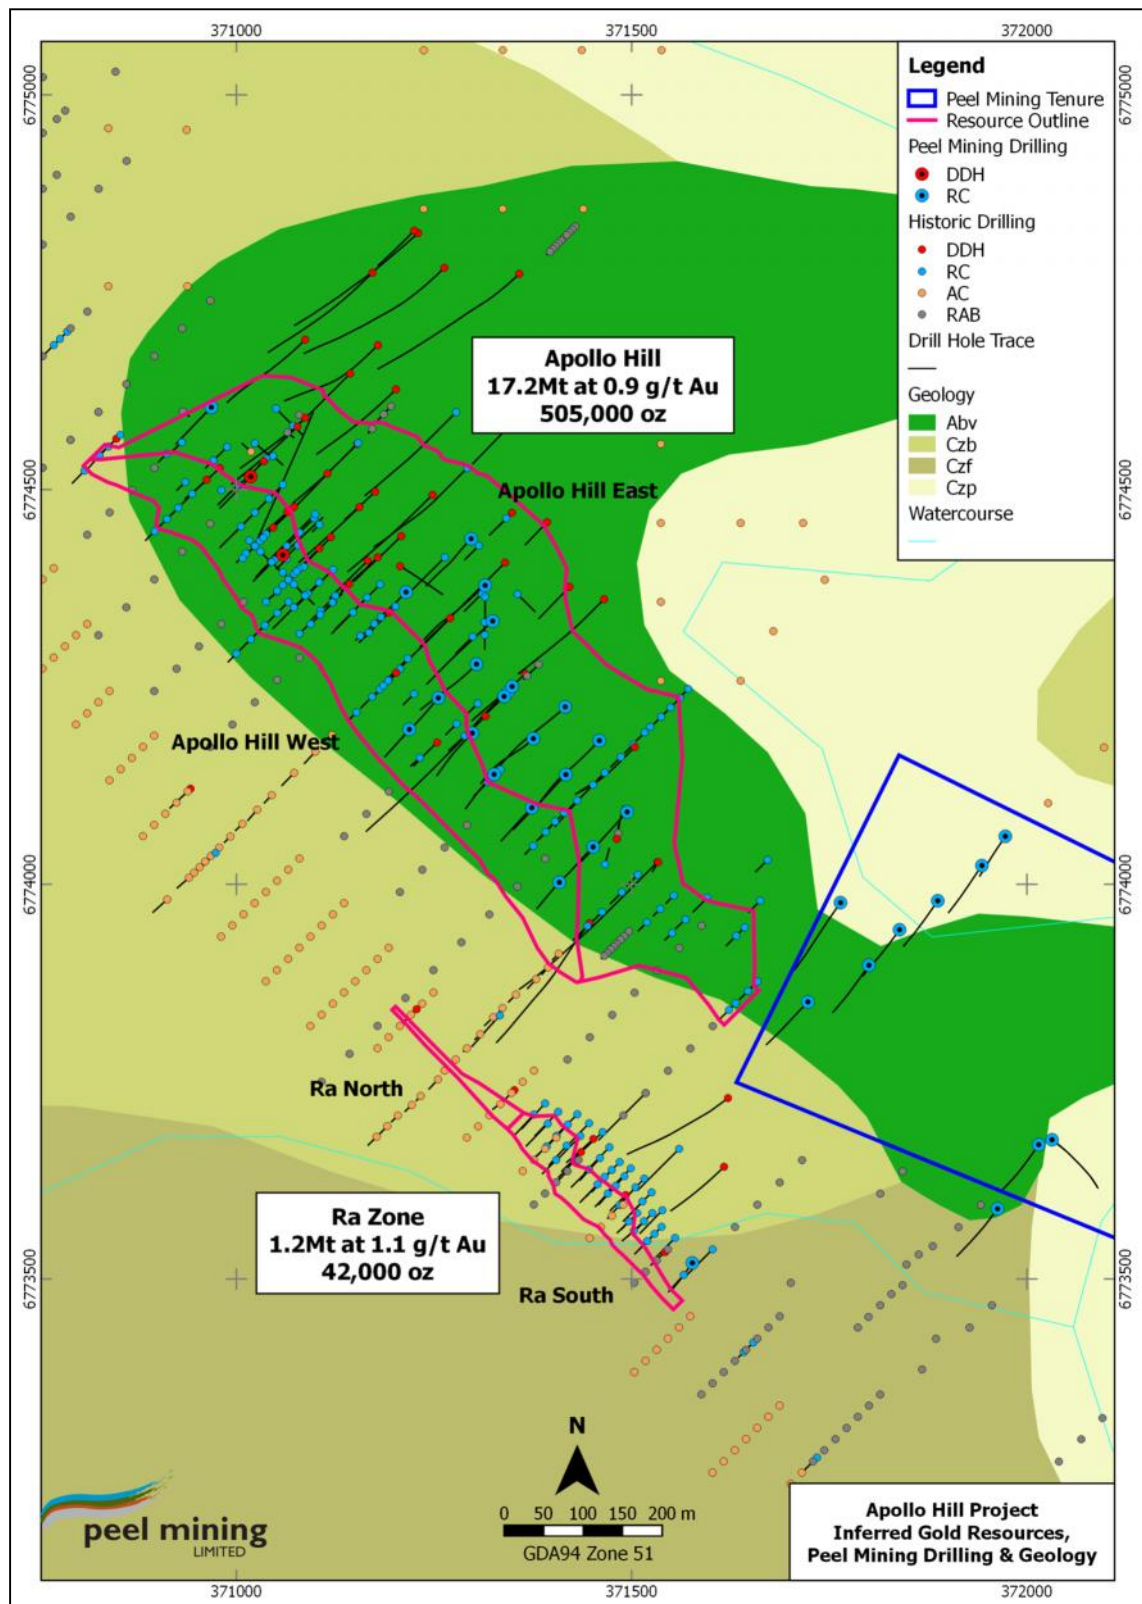 371000
371500
372000
6775000
6775000
Legend
Peel Mining Tenure
Resource Outline
Peel Mining Drilling
DDH
RC
Historic Drilling
DDH
RC
AC
RAB
Drill Hole Trace
Geology
Abv
Czb
Czf
Czp
Watercourse
Apollo Hill
17.2Mt at 0.9 g/t Au
505,000 oz
6774500
6774500
Apollo Hill East
Apollo Hill West
6774000
6774000
Ra North
Ra Zone
1.2Mt at 1.1 g/t Au
42,000 oz
6773500
6773500
Ra South
N
0 50 100 150 200 m
GDA94 Zone 51
peel mining
LIMITED
Apollo Hill Project
Inferred Gold Resources,
Peel Mining Drilling & Geology
371000
371500
372000